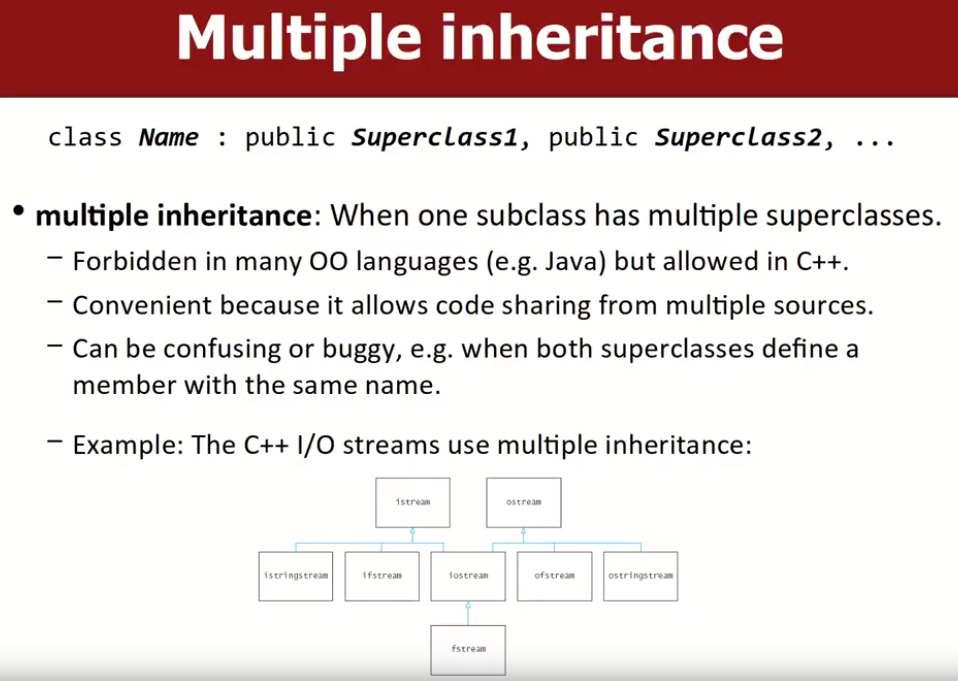 Multiple inheritance
class Name : public Superclass1, public Superclass2, ...
• multiple inheritance: When one subclass has multiple superclasses.
– Forbidden in many OO languages (e.g. Java) but allowed in C++.
– Convenient because it allows code sharing from multiple sources.
– Can be confusing or buggy, e.g. when both superclasses define a
member with the same name.
– Example: The C++ I/O streams use multiple inheritance:
istream ostream
istringstream ifstream iostream ofstream ostringstream
fstream